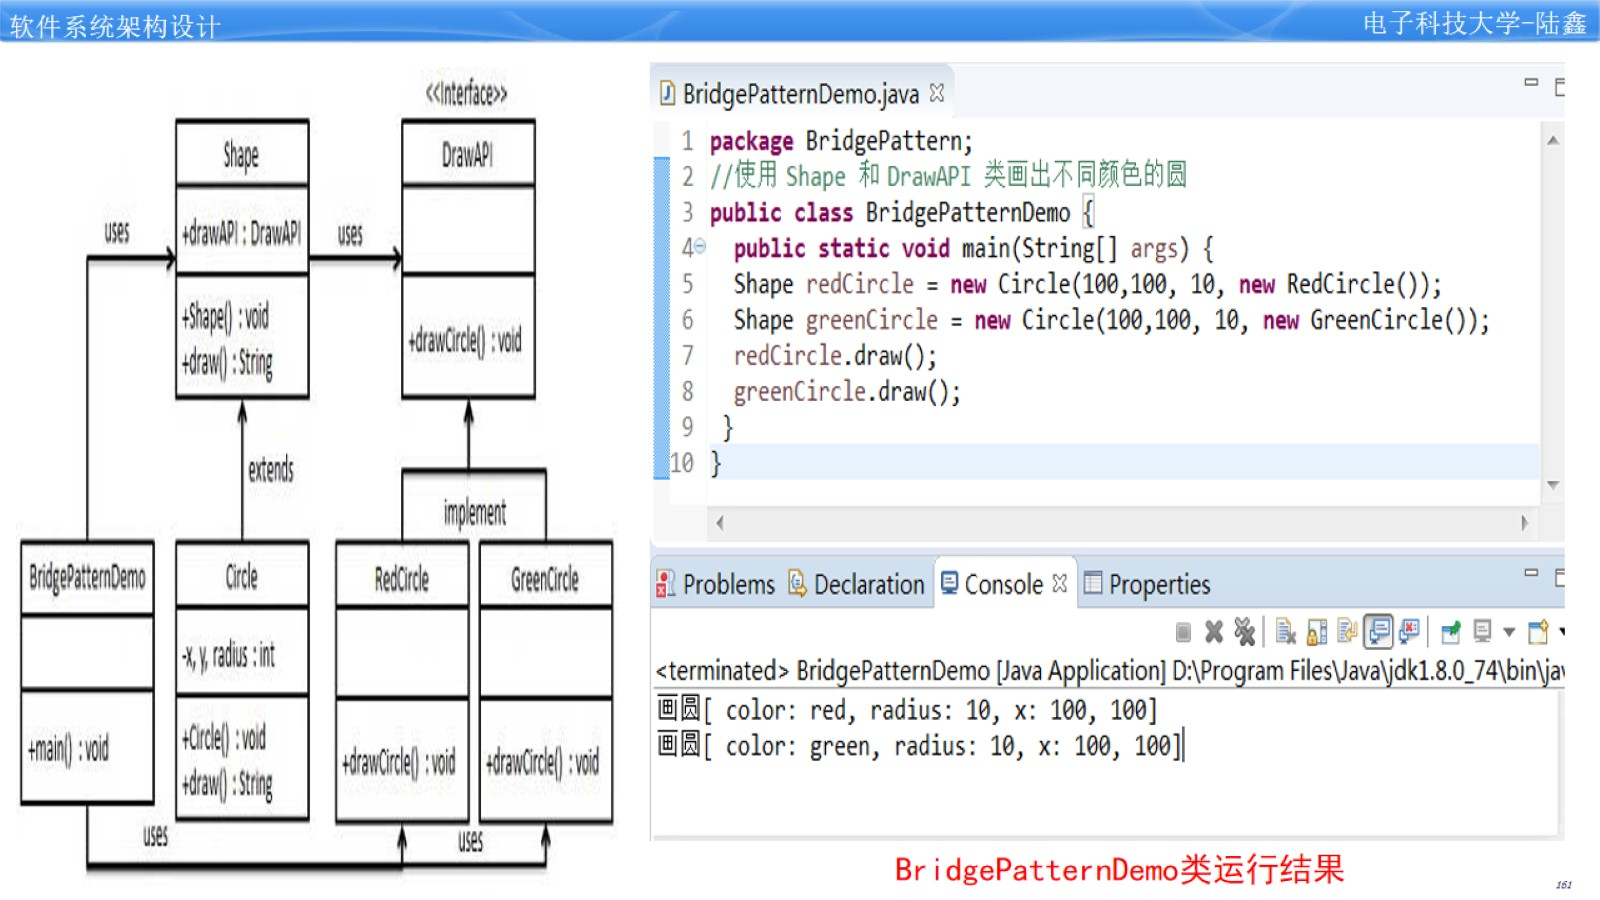 软件系统架构设计
电子科技大学-陆鑫
<<Interface>>
Shape
+drawAPI : DrawAPI
+Shape() : void
+draw() : String
DrawAPI
+drawCircle() : void
uses
uses
extends
implement
BridgePatternDemo
+main() : void
Circle
-x, y, radius : int
+Circle() : void
+draw() : String
RedCircle
+drawCircle() : void
GreenCircle
+drawCircle() : void
uses
uses
BridgePatternDemo.java
1 package BridgePattern;
2 //使用 Shape 和 DrawAPI 类画出不同颜色的圆
3 public class BridgePatternDemo {
4 public static void main(String[] args) {
5 Shape redCircle = new Circle(100,100, 10, new RedCircle());
6 Shape greenCircle = new Circle(100,100, 10, new GreenCircle());
7 redCircle.draw();
8 greenCircle.draw();
9 }
10 }
Problems Declaration Console Properties
<terminated> BridgePatternDemo [Java Application] D:\Program Files\Java\jdk1.8.0_74\bin\jav
画圆[ color: red, radius: 10, x: 100, 100]
画圆[ color: green, radius: 10, x: 100, 100]
BridgePatternDemo类运行结果
161